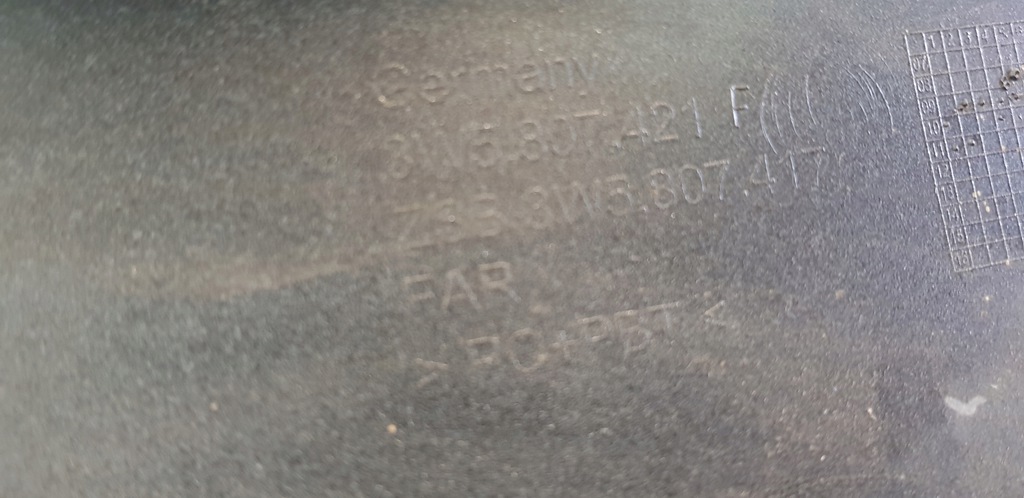 Germany
3W5.807.421 F
ZSB.3W5.807.417
FAR
> PC+PBT <